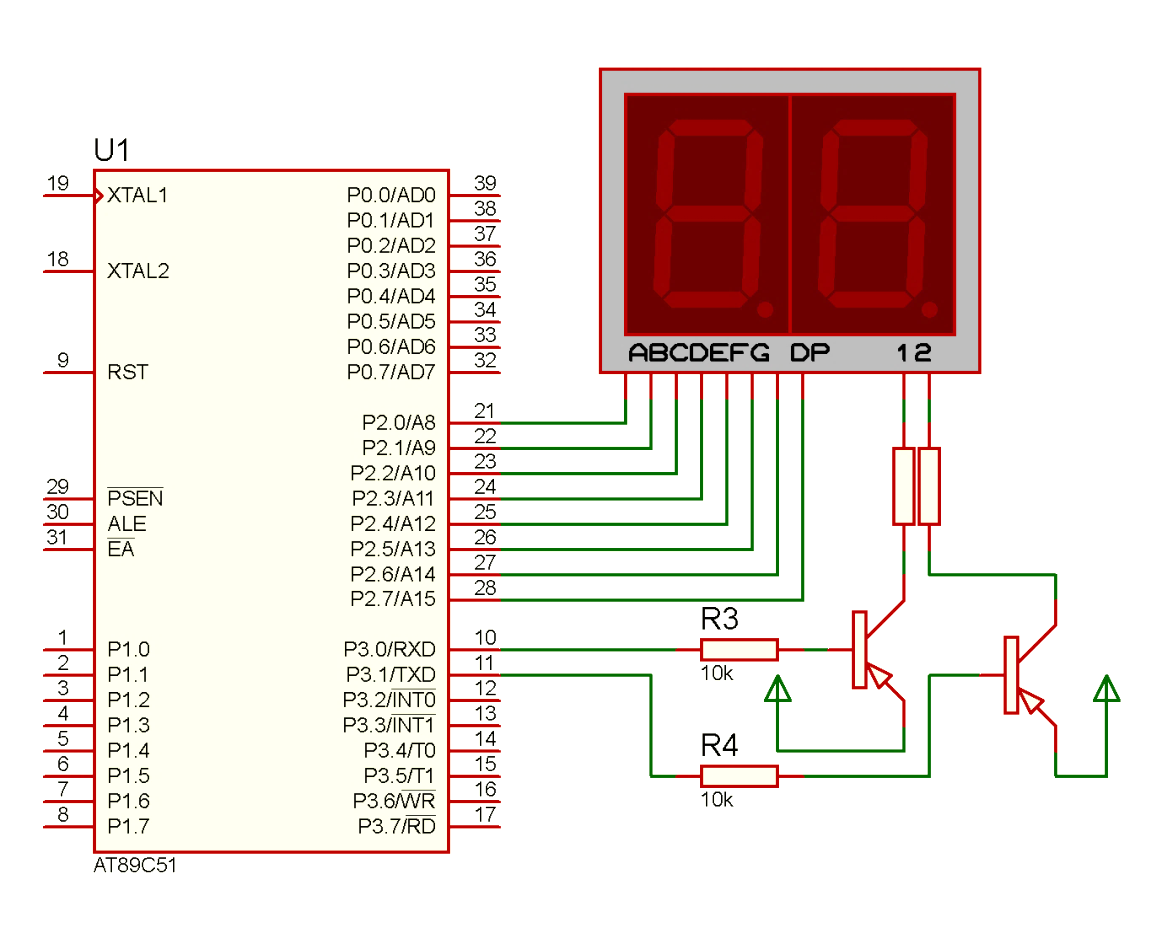 U1
19 XTAL1 P0.0/AD0 39
P0.1/AD1 38
P0.2/AD2 37
18 XTAL2 P0.3/AD3 36
P0.4/AD4 35
P0.5/AD5 34
P0.6/AD6 33
9 RST P0.7/AD7 32
P2.0/A8 21
P2.1/A9 22
P2.2/A10 23
29 PSEN P2.3/A11 24
30 ALE P2.4/A12 25
31 EA P2.5/A13 26
P2.6/A14 27
P2.7/A15 28
1 P1.0 P3.0/RXD 10
2 P1.1 P3.1/TXD 11
3 P1.2 P3.2/INT0 12
4 P1.3 P3.3/INT1 13
5 P1.4 P3.4/T0 14
6 P1.5 P3.5/T1 15
7 P1.6 P3.6/WR 16
8 P1.7 P3.7/RD 17
AT89C51
ABCDEFG DP 12
R3
10k
R4
10k